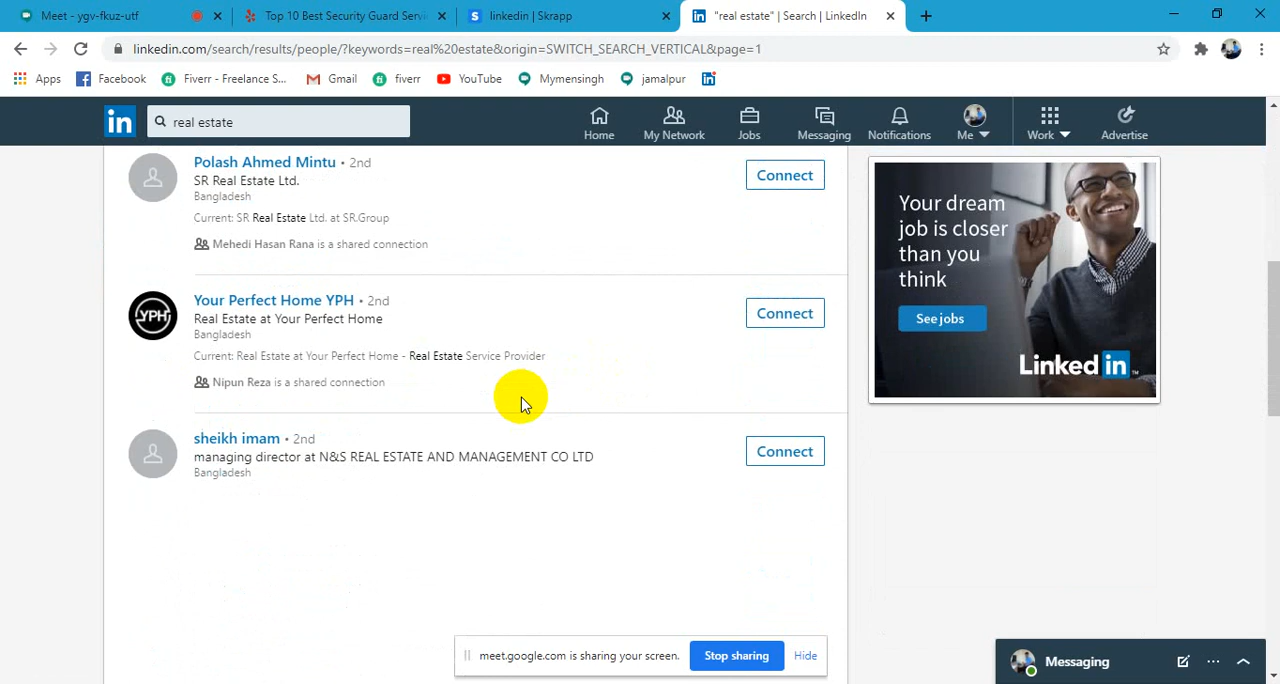 Meet - ygv-fkuz-utf
Top 10 Best Security Guard Servi
linkedin | Skrapp
"real estate" | Search | LinkedIn
linkedin.com/search/results/people/?keywords=real%20estate&origin=SWITCH_SEARCH_VERTICAL&page=1
Apps Facebook Fiverr - Freelance S... Gmail fiverr YouTube Mymensingh jamalpur
in real estate
Home My Network Jobs Messaging Notifications Me Work Advertise
Polash Ahmed Mintu • 2nd
SR Real Estate Ltd.
Bangladesh
Current: SR Real Estate Ltd. at SR.Group
Mehedi Hasan Rana is a shared connection
Connect
YPH
Your Perfect Home YPH • 2nd
Real Estate at Your Perfect Home
Bangladesh
Current: Real Estate at Your Perfect Home - Real Estate Service Provider
Nipun Reza is a shared connection
Connect
sheikh imam • 2nd
managing director at N&S REAL ESTATE AND MANAGEMENT CO LTD
Bangladesh
Connect
Your dream
job is closer
than you
think
See jobs
LinkedIn
meet.google.com is sharing your screen. Stop sharing Hide
Messaging